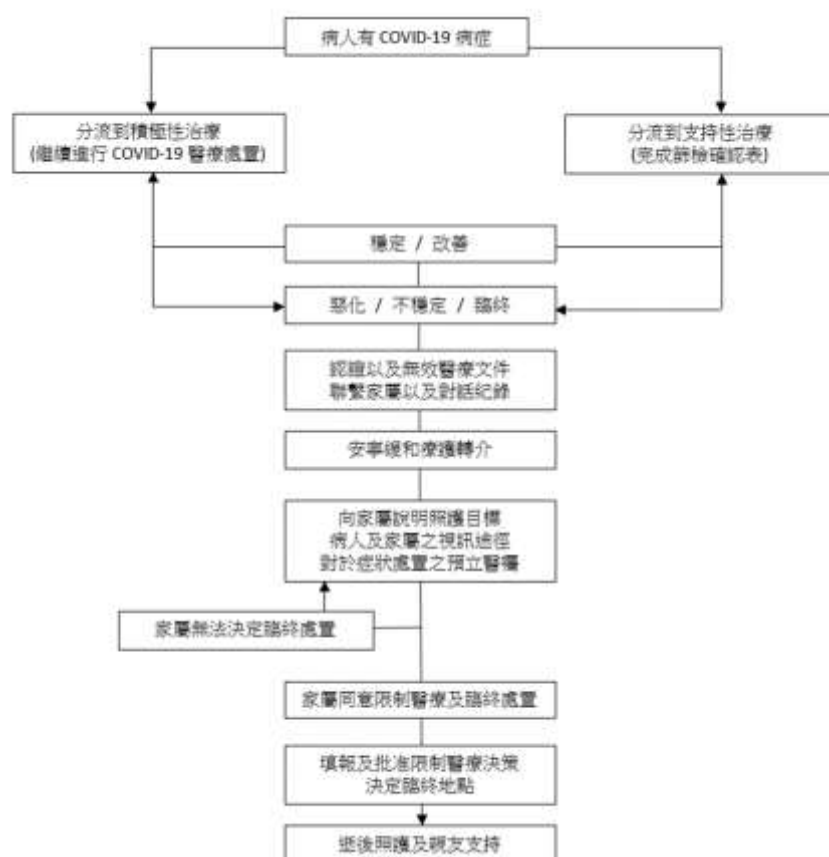 病人有 COVID-19 病症
分流到積極性治療
(繼續進行 COVID-19 醫療處置)
分流到支持性治療
(完成篩檢確認表)
穩定 / 改善
惡化 / 不穩定 / 臨終
認證以及無效醫療文件
聯繫家屬以及對話紀錄
安寧緩和療護轉介
向家屬說明照護目標
病人及家屬之視訊途徑
對於症狀處置之預立醫囑
家屬無法決定臨終處置
家屬同意限制醫療及臨終處置
填報及批准限制醫療決策
決定臨終地點
逝後照護及親友支持